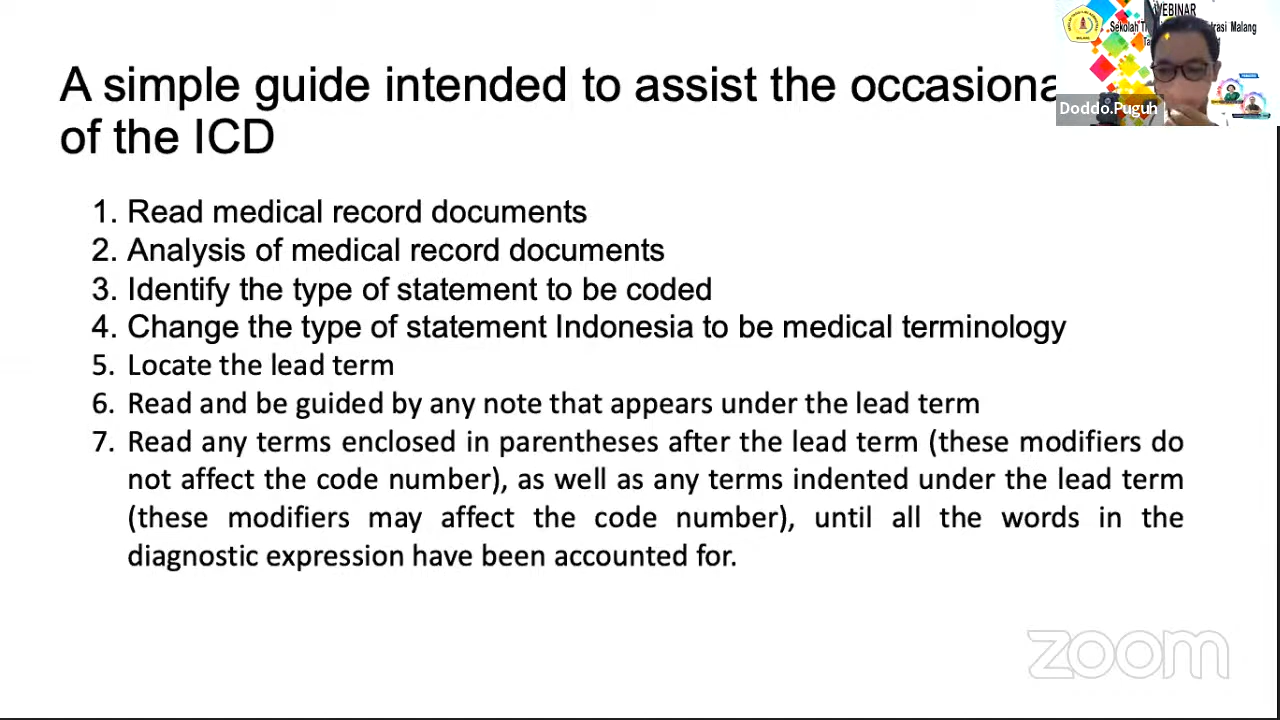 WEBINAR
Sekolah
Malang
Doddo.Puguh
A simple guide intended to assist the
of the ICD
1. Read medical record documents
2. Analysis of medical record documents
3. Identify the type of statement to be coded
4. Change the type of statement Indonesia to be medical terminology
5. Locate the lead term
6. Read and be guided by any note that appears under the lead term
7. Read any terms enclosed in parentheses after the lead term (these modifiers do
not affect the code number), as well as any terms indented under the lead term
(these modifiers may affect the code number), until all the words in the
diagnostic expression have been accounted for.
zoom